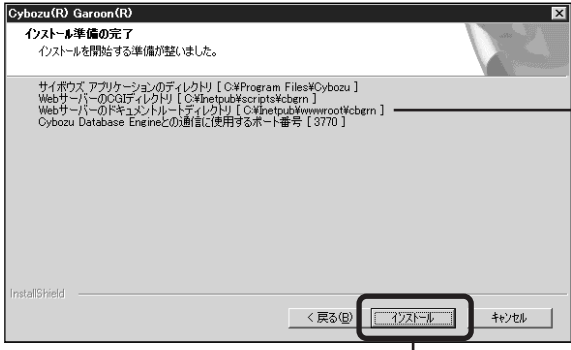 Cybozu(R) Garoon(R)
インストール準備の完了
インストールを開始する準備が整いました。
サイボウズ アプリケーションのディレクトリ [ C:¥Program Files¥Cybozu ]
WebサーバーのCGIディレクトリ [ C:¥Inetpub¥scripts¥cbgrn ]
Webサーバーのドキュメントルートディレクトリ [ C:¥Inetpub¥wwwroot¥cbgrn ]
Cybozu Database Engineとの通信に使用するポート番号 [ 3770 ]
InstallShield
< 戻る(B)
インストール
キャンセル